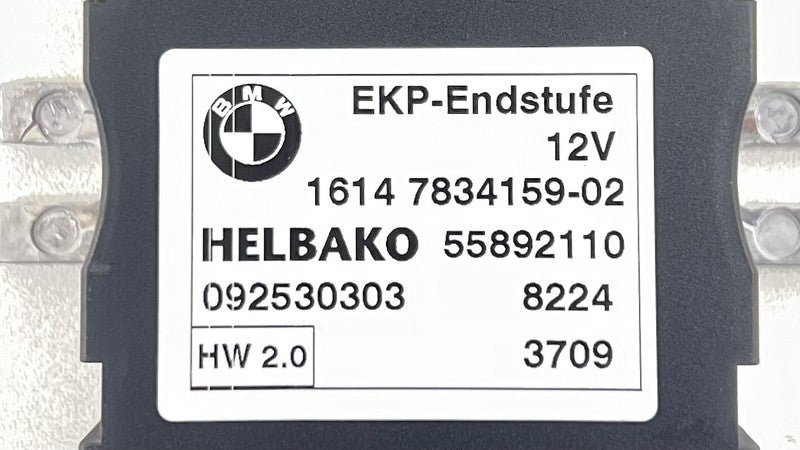 BMW
EKP-Endstufe
12V
1614 7834159-02
HELBAKO 55892110
092530303 8224
HW 2.0 3709